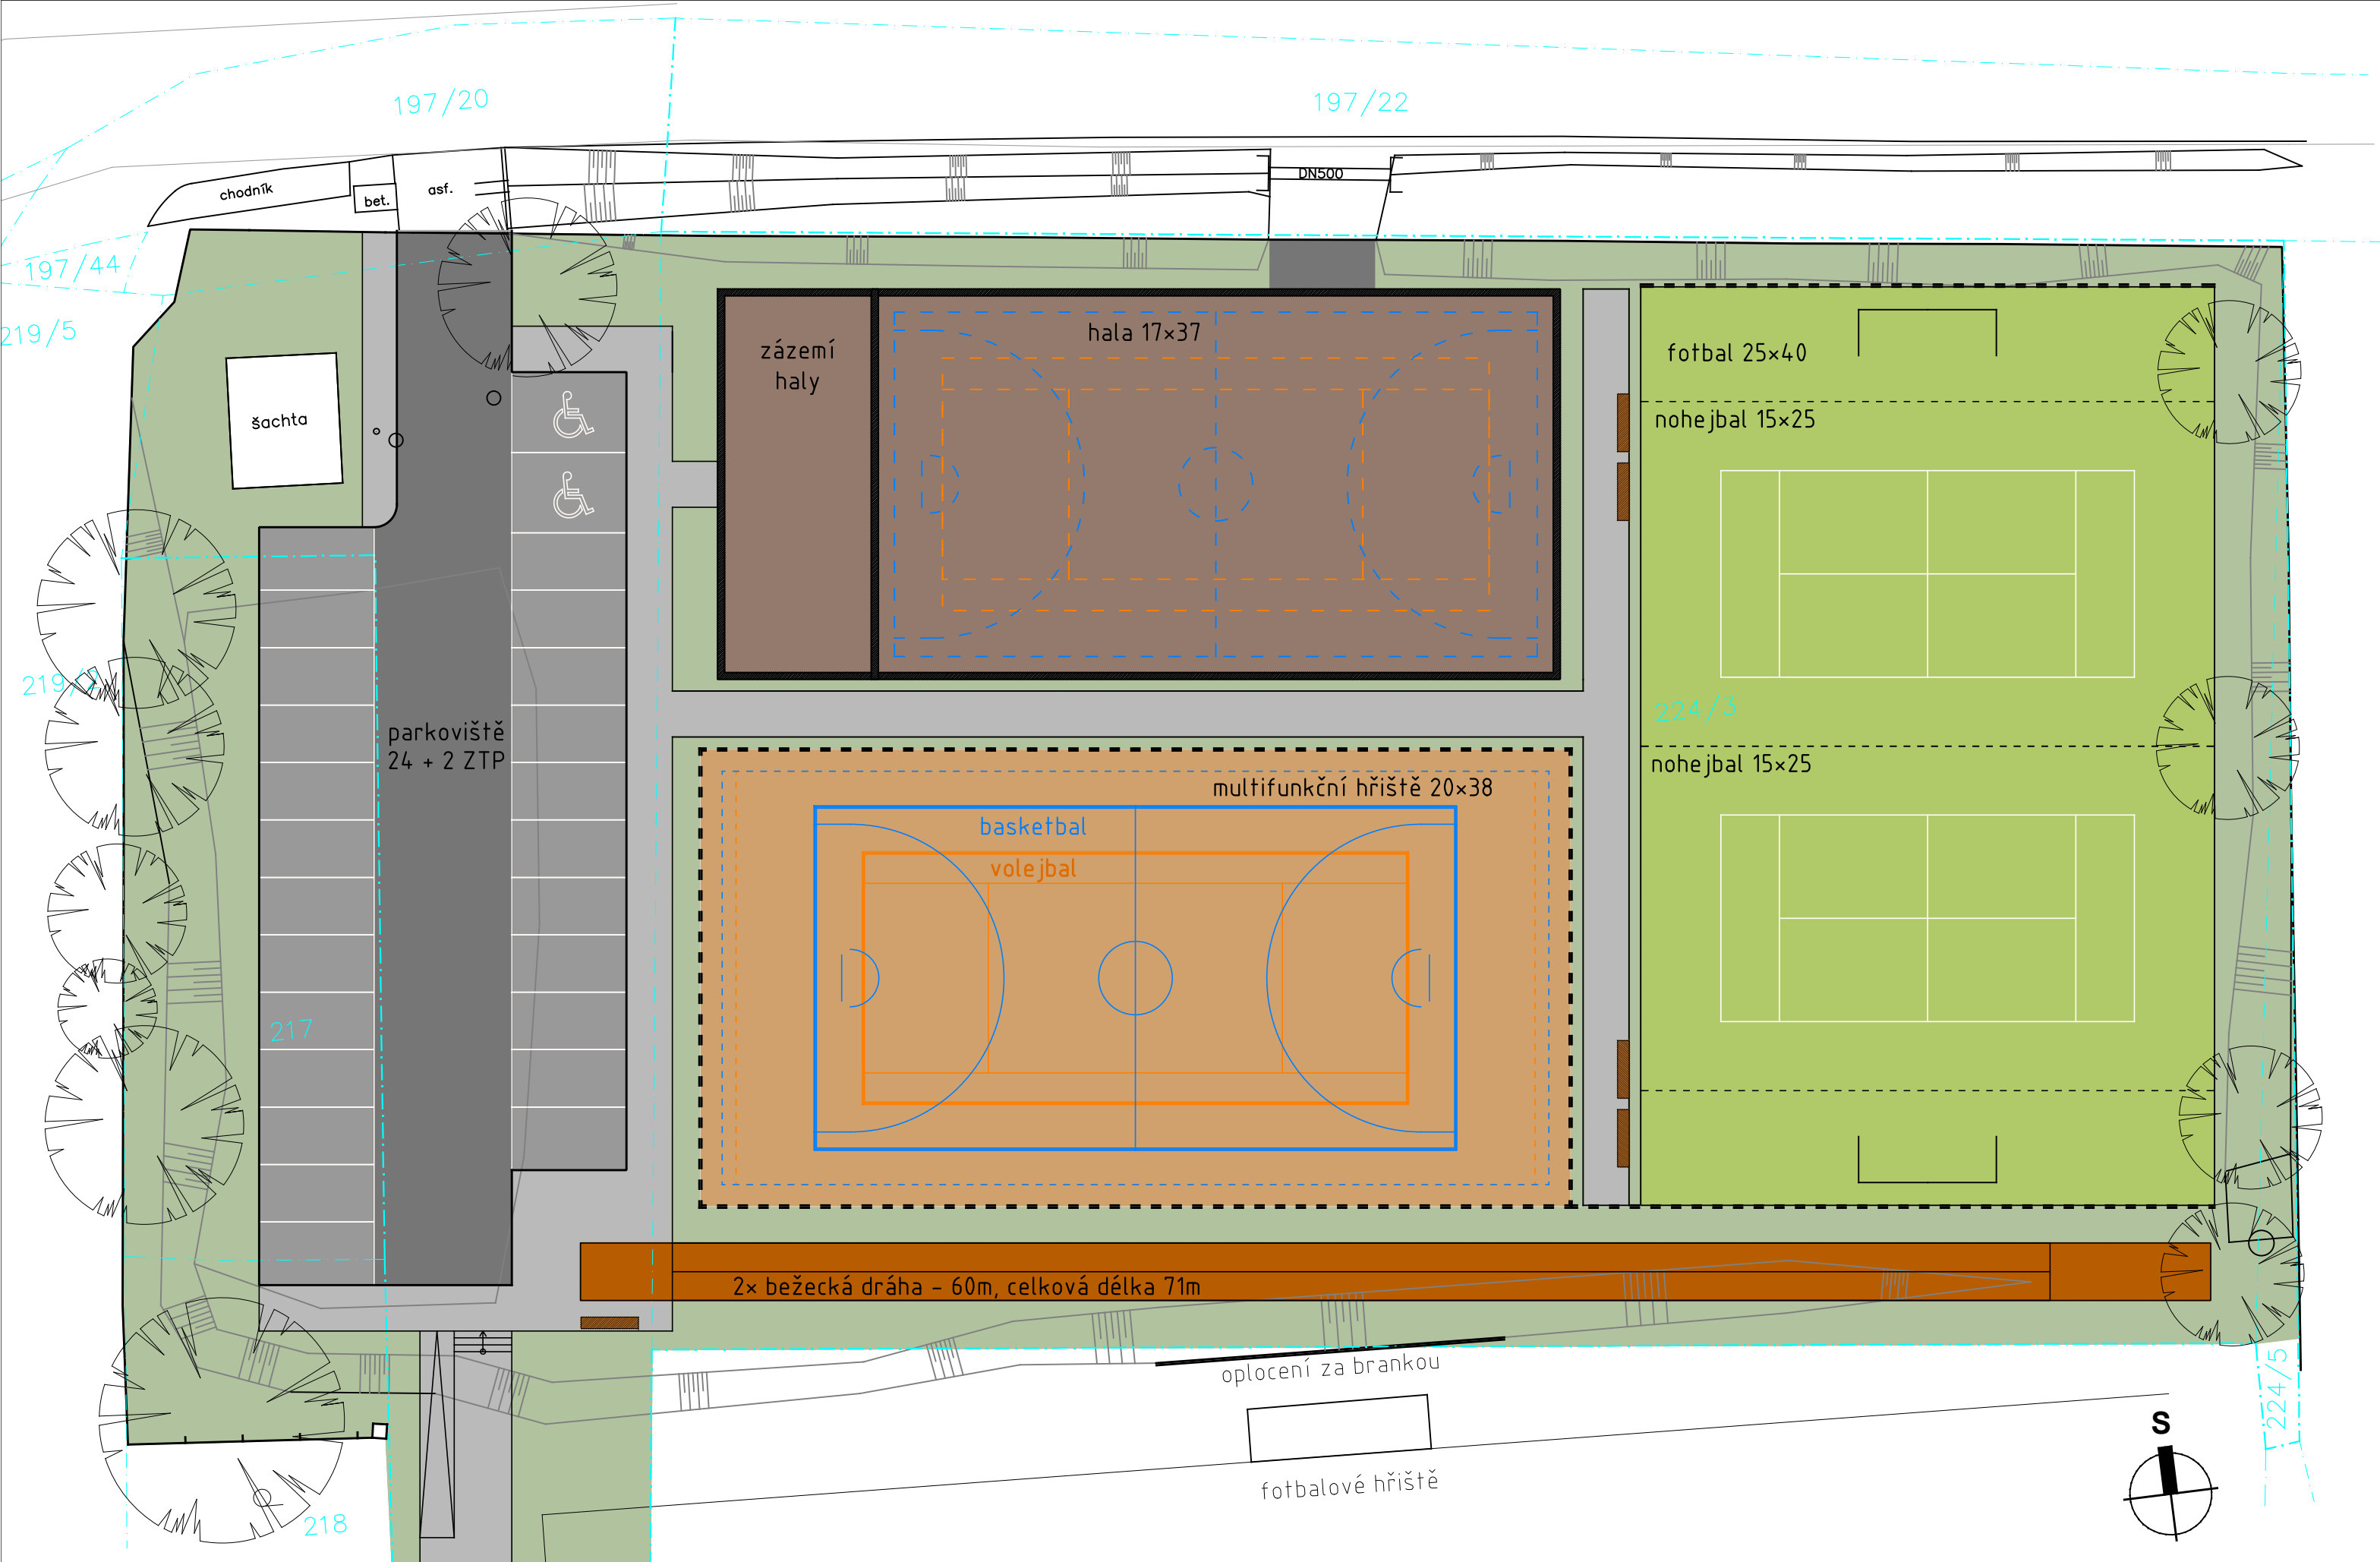 197/20
197/22
chodník
bet.
asf.
DN500
197/44
219/5
šachta
zázemí
haly
hala 17×37
fotbal 25×40
nohejbal 15×25
219/2
parkoviště
24 + 2 ZTP
224/3
nohejbal 15×25
multifunkční hřiště 20×38
basketbal
volejbal
217
2× bežecká dráha – 60m, celková délka 71m
oplocení za brankou
224/5
S
fotbalové hřiště
218